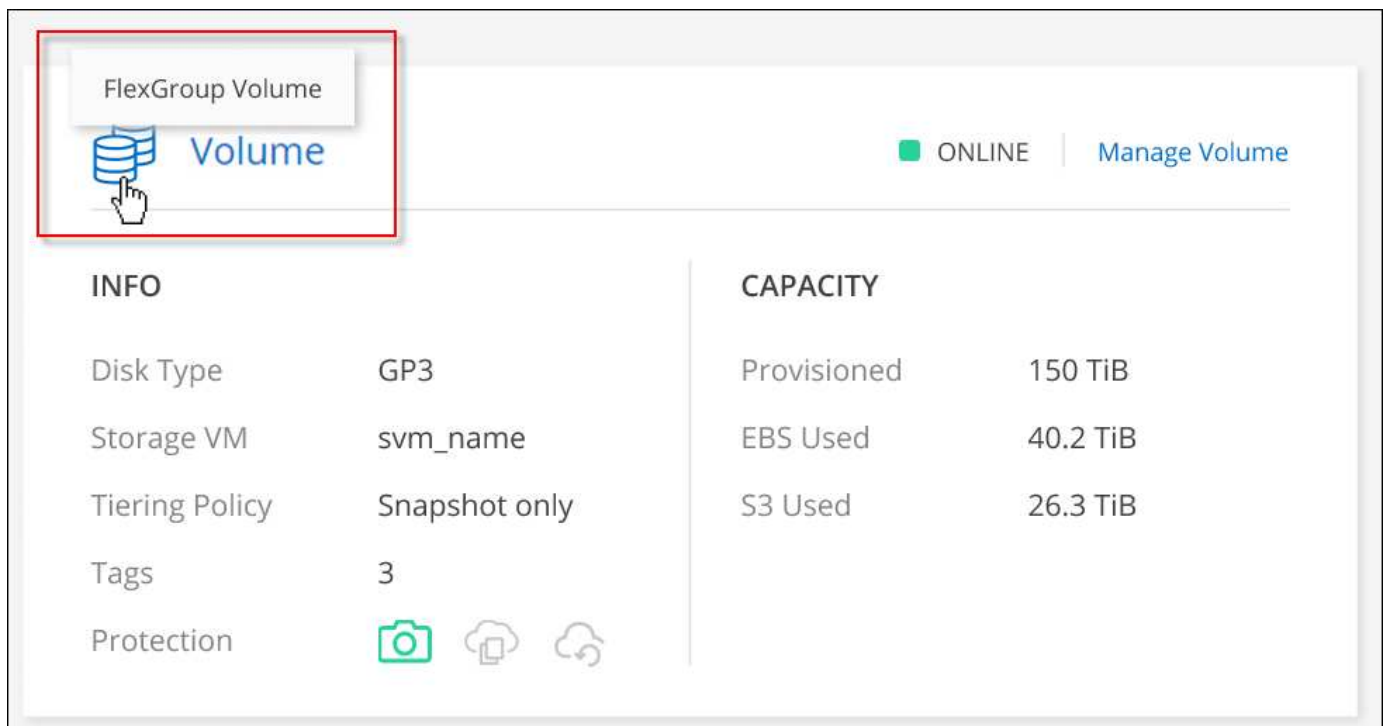 FlexGroup Volume
Volume
ONLINE
Manage Volume
INFO
Disk Type GP3
Storage VM svm_name
Tiering Policy Snapshot only
Tags 3
Protection
CAPACITY
Provisioned 150 TiB
EBS Used 40.2 TiB
S3 Used 26.3 TiB